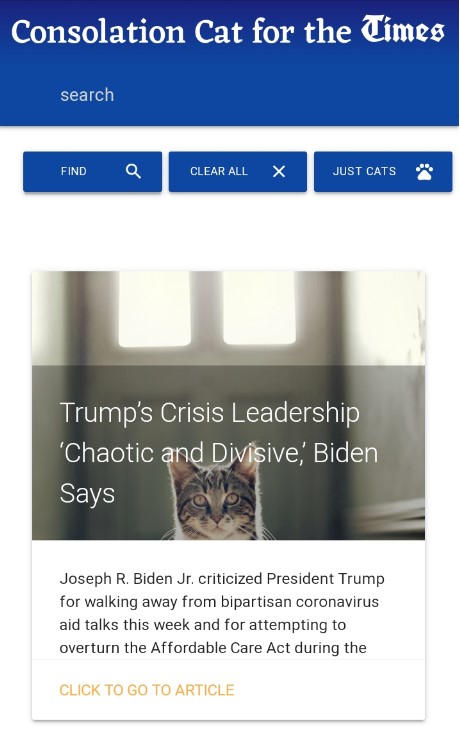 Consolation Cat for the Times
search
FIND
CLEAR ALL
JUST CATS
Trump’s Crisis Leadership
‘Chaotic and Divisive,’ Biden
Says
Joseph R. Biden Jr. criticized President Trump
for walking away from bipartisan coronavirus
aid talks this week and for attempting to
overturn the Affordable Care Act during the
CLICK TO GO TO ARTICLE